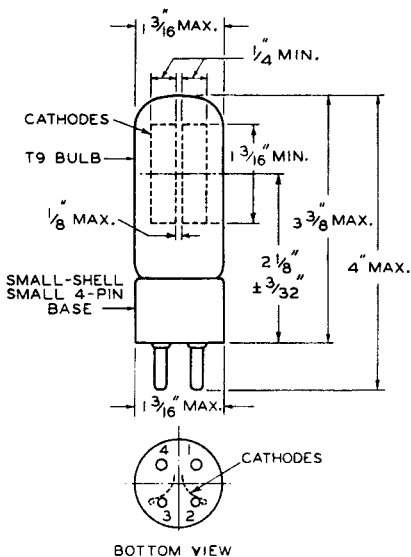 1 3/16" MAX.
1/4" MIN.
CATHODES
T9 BULB
1 3/16" MIN.
1/8" MAX.
3 3/8" MAX.
2 1/8"
± 3/32"
4" MAX.
SMALL-SHELL
SMALL 4-PIN
BASE
1 3/16" MAX.
4 1
CATHODES
3 2
BOTTOM VIEW